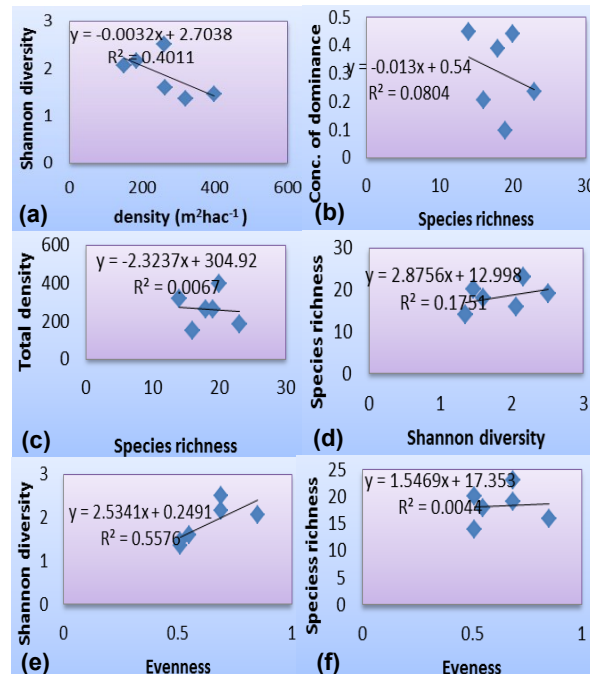 3
2
1
0
Shannon diversity
y = -0.0032x + 2.7038
R² = 0.4011
0 200 400 600
(a)
density (m²hac⁻¹)
0.5
0.4
0.3
0.2
0.1
0
Conc. of dominance
y = -0.013x + 0.54
R² = 0.0804
0 10 20 30
(b)
Species richness
600
400
200
0
Total density
y = -2.3237x + 304.92
R² = 0.0067
0 10 20 30
(c)
Species richness
30
20
10
0
Species richness
y = 2.8756x + 12.998
R² = 0.1751
0 1 2 3
(d)
Shannon diversity
3
2
1
0
Shannon diversity
y = 2.5341x + 0.2491
R² = 0.5576
0 0.5 1
(e)
Evenness
25
20
15
10
5
0
Speciess richness
y = 1.5469x + 17.353
R² = 0.0044
0 0.5 1
(f)
Eveness